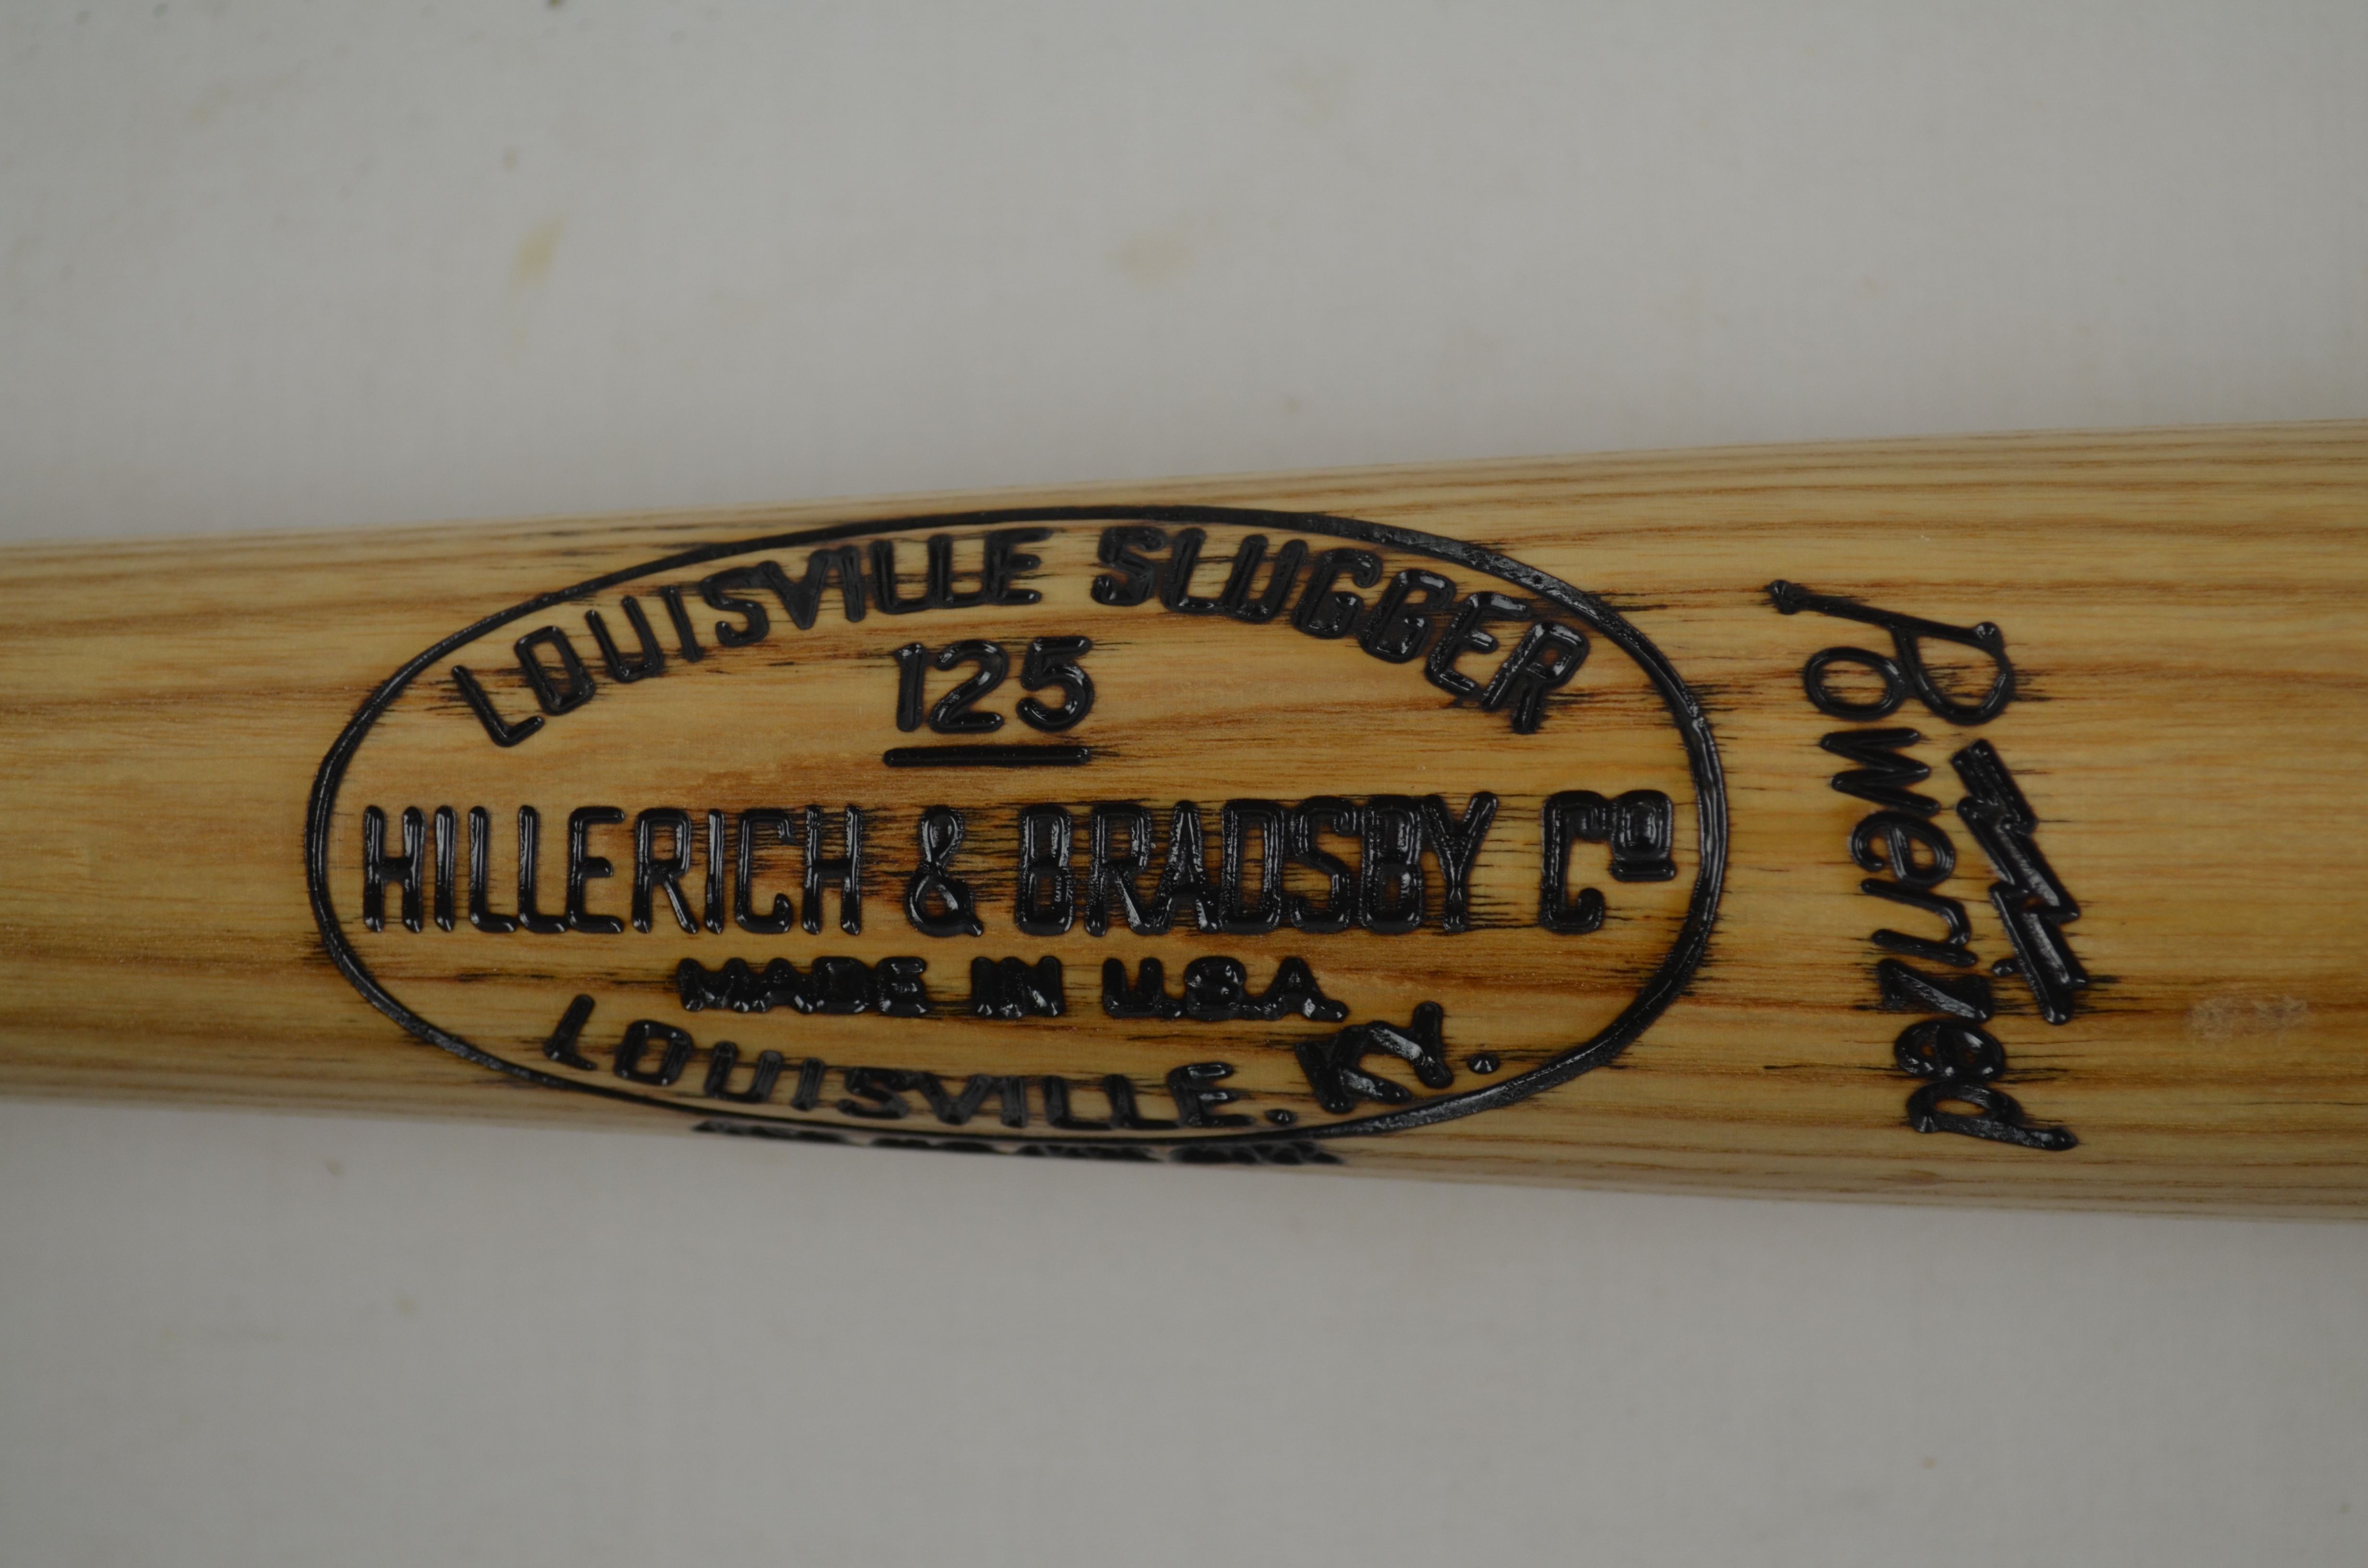 LOUISVILLE SLUGGER
125
HILLERICH & BRADSBY Cº
MADE IN U.S.A.
LOUISVILLE. KY.
Powerized